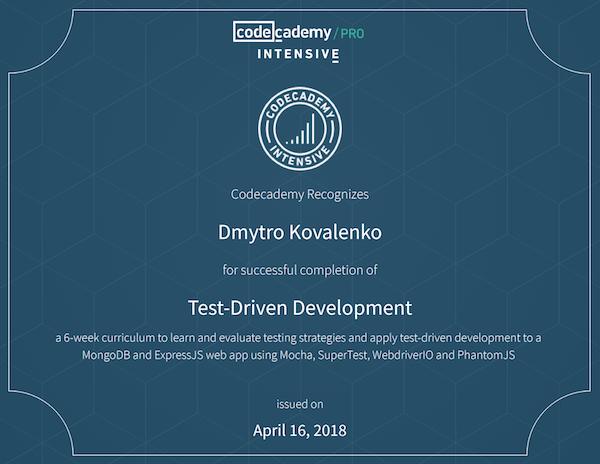 codecademy/PRO
INTENSIVE
CODECADEMY
INTENSIVE
Codecademy Recognizes
Dmytro Kovalenko
for successful completion of
Test-Driven Development
a 6-week curriculum to learn and evaluate testing strategies and apply test-driven development to a
MongoDB and ExpressJS web app using Mocha, SuperTest, WebdriverIO and PhantomJS
issued on
April 16, 2018